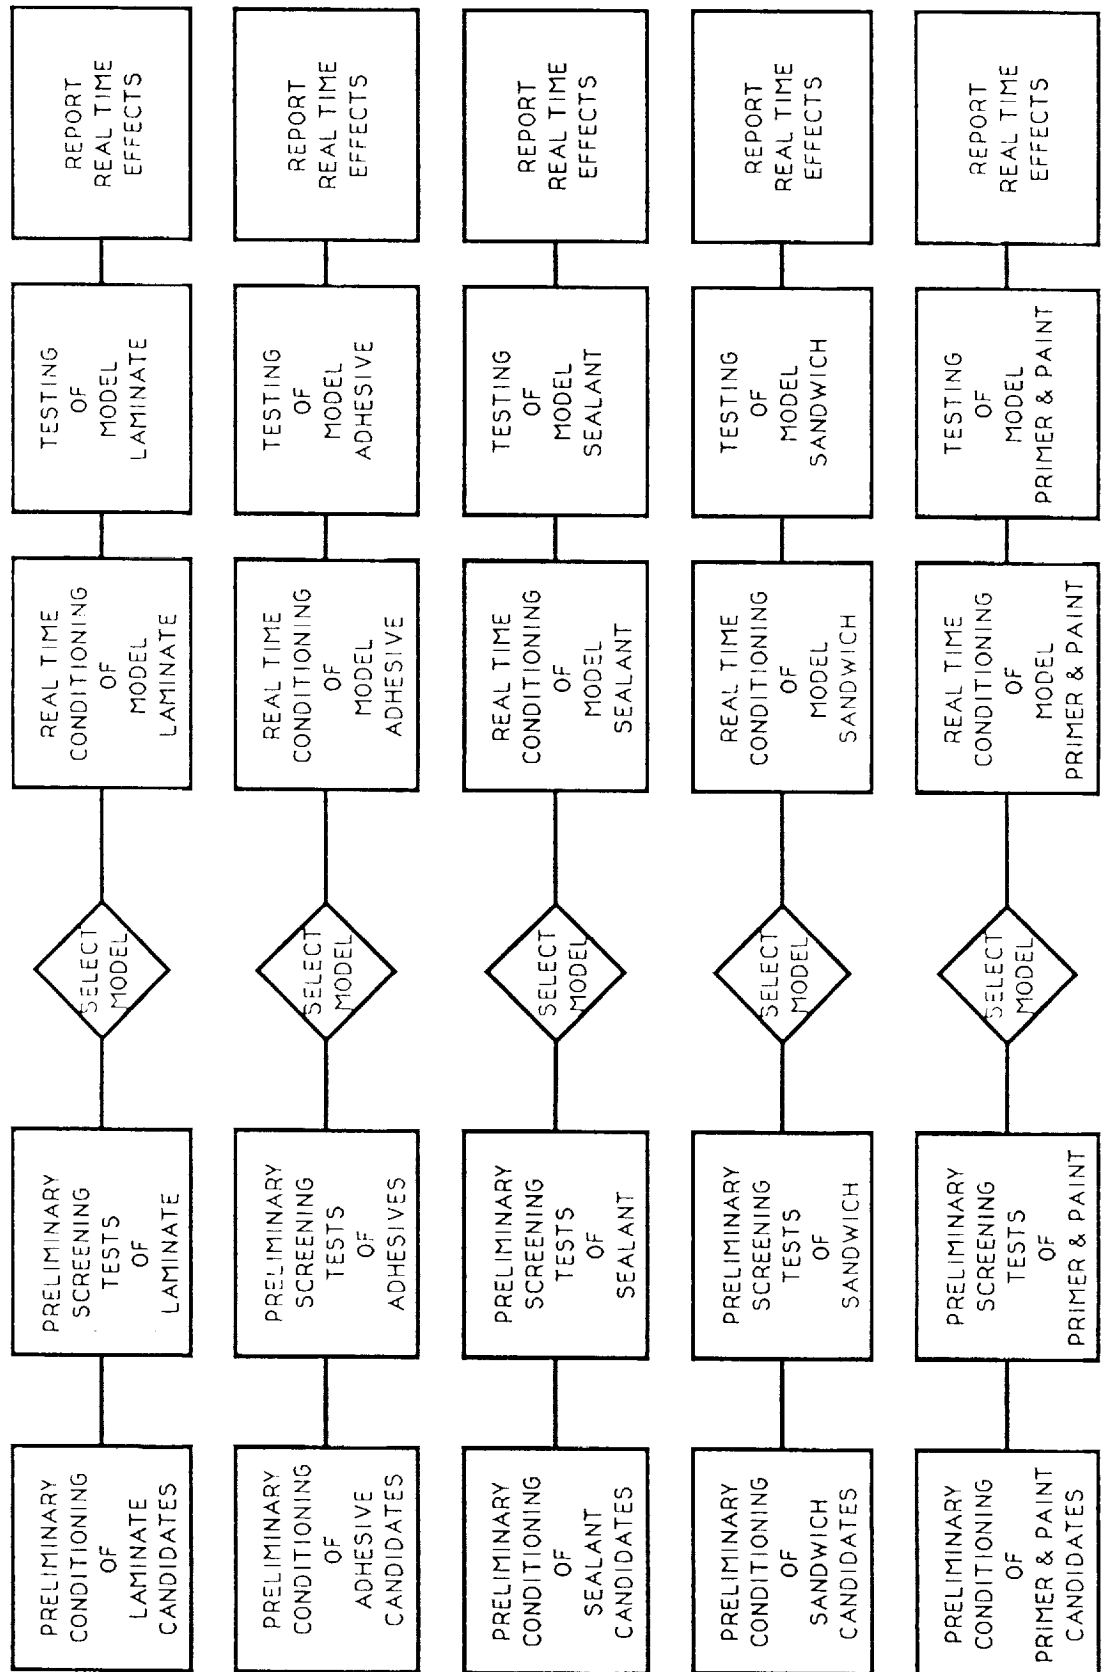 PRELIMINARY
CONDITIONING
OF
LAMINATE
CANDIDATES
PRELIMINARY
SCREENING
TESTS
OF
LAMINATE
SELECT
MODEL
REAL TIME
CONDITIONING
OF
MODEL
LAMINATE
TESTING
OF
MODEL
LAMINATE
REPORT
REAL TIME
EFFECTS
PRELIMINARY
CONDITIONING
OF
ADHESIVE
CANDIDATES
PRELIMINARY
SCREENING
TESTS
OF
ADHESIVES
SELECT
MODEL
REAL TIME
CONDITIONING
OF
MODEL
ADHESIVE
TESTING
OF
MODEL
ADHESIVE
REPORT
REAL TIME
EFFECTS
PRELIMINARY
CONDITIONING
OF
SEALANT
CANDIDATES
PRELIMINARY
SCREENING
TESTS
OF
SEALANT
SELECT
MODEL
REAL TIME
CONDITIONING
OF
MODEL
SEALANT
TESTING
OF
MODEL
SEALANT
REPORT
REAL TIME
EFFECTS
PRELIMINARY
CONDITIONING
OF
SANDWICH
CANDIDATES
PRELIMINARY
SCREENING
TESTS
OF
SANDWICH
SELECT
MODEL
REAL TIME
CONDITIONING
OF
MODEL
SANDWICH
TESTING
OF
MODEL
SANDWICH
REPORT
REAL TIME
EFFECTS
PRELIMINARY
CONDITIONING
OF
PRIMER & PAINT
CANDIDATES
PRELIMINARY
SCREENING
TESTS
OF
PRIMER & PAINT
SELECT
MODEL
REAL TIME
CONDITIONING
OF
MODEL
PRIMER & PAINT
TESTING
OF
MODEL
PRIMER & PAINT
REPORT
REAL TIME
EFFECTS